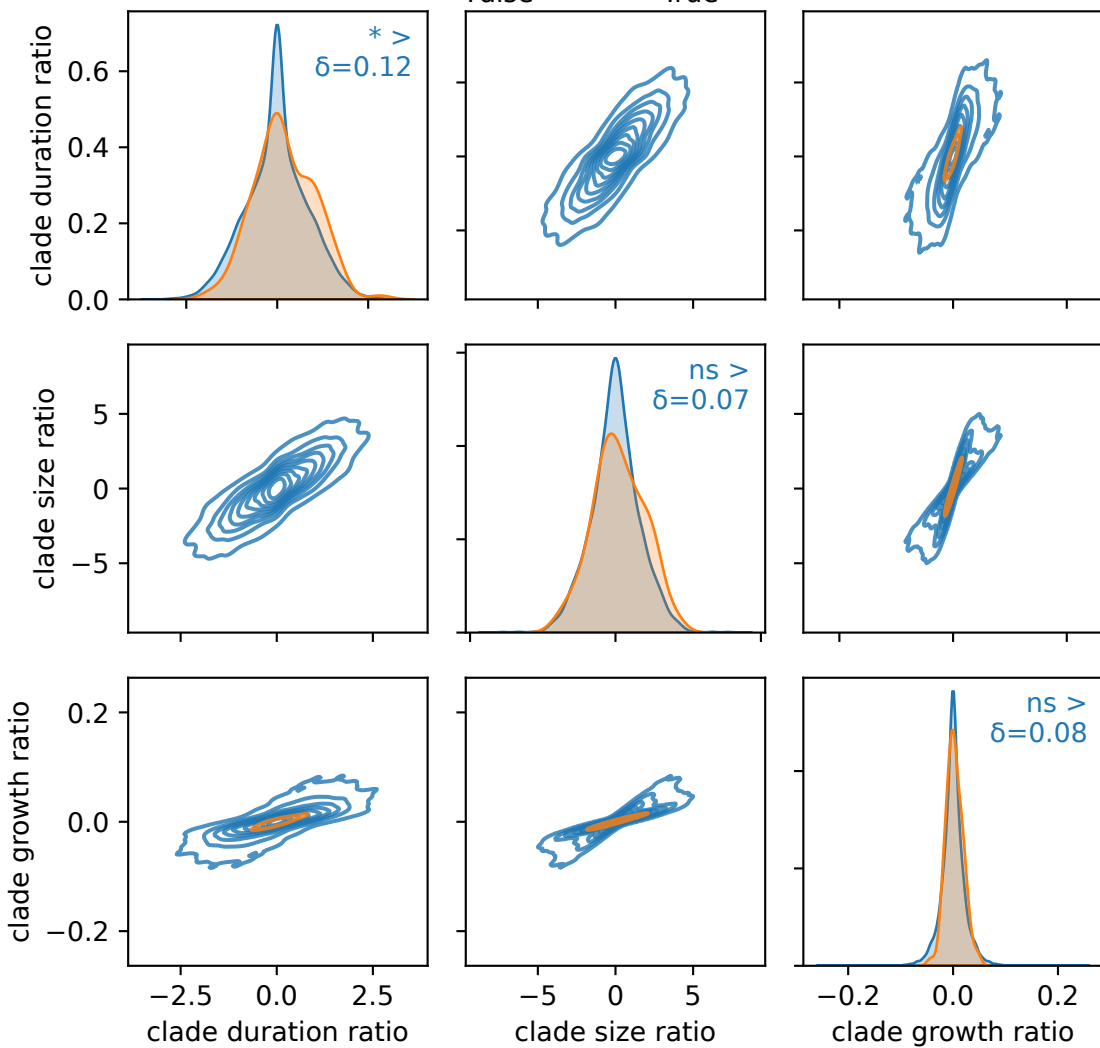 clade duration ratio
0.6
0.4
0.2
0.0
* >
δ=0.12
clade size ratio
5
0
−5
ns >
δ=0.07
clade growth ratio
0.2
0.0
−0.2
ns >
δ=0.08
−2.5 0.0 2.5
clade duration ratio
−5 0 5
clade size ratio
−0.2 0.0 0.2
clade growth ratio